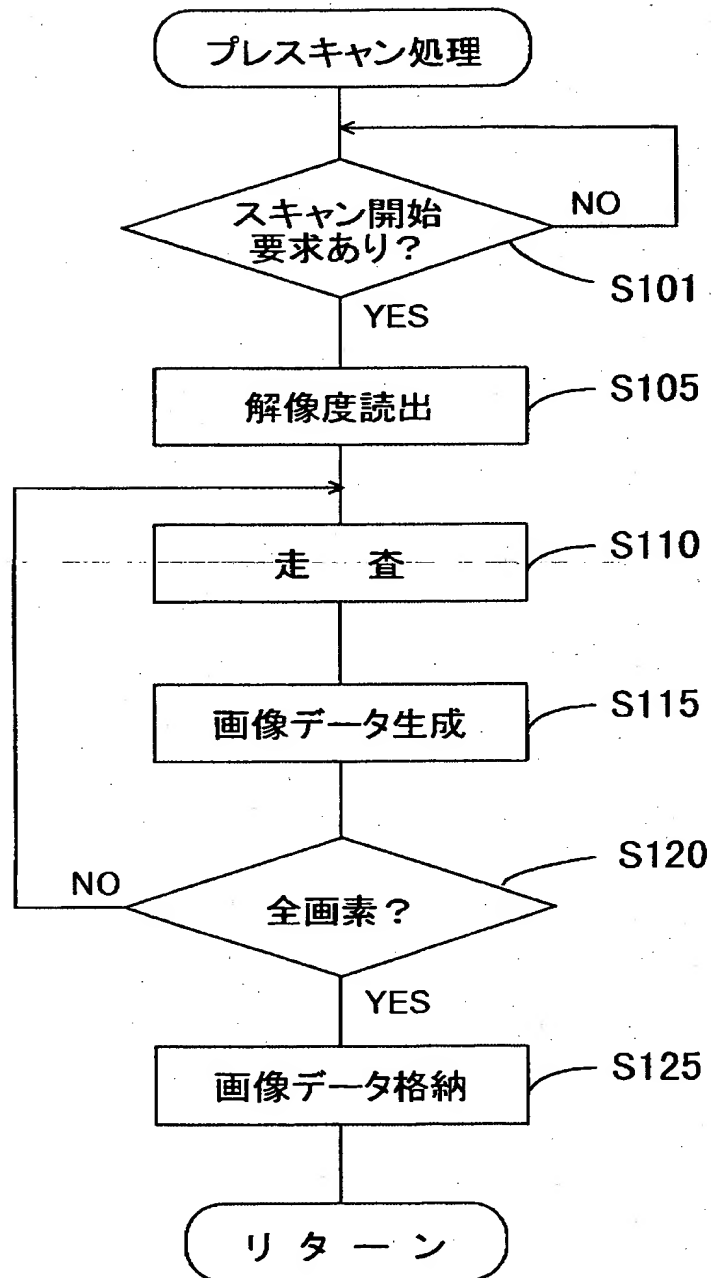 プレスキャン処理
スキャン開始
要求あり?
NO
S101
YES
解像度読出
S105
走 査
S110
画像データ生成
S115
全画素?
S120
NO
YES
画像データ格納
S125
リターン